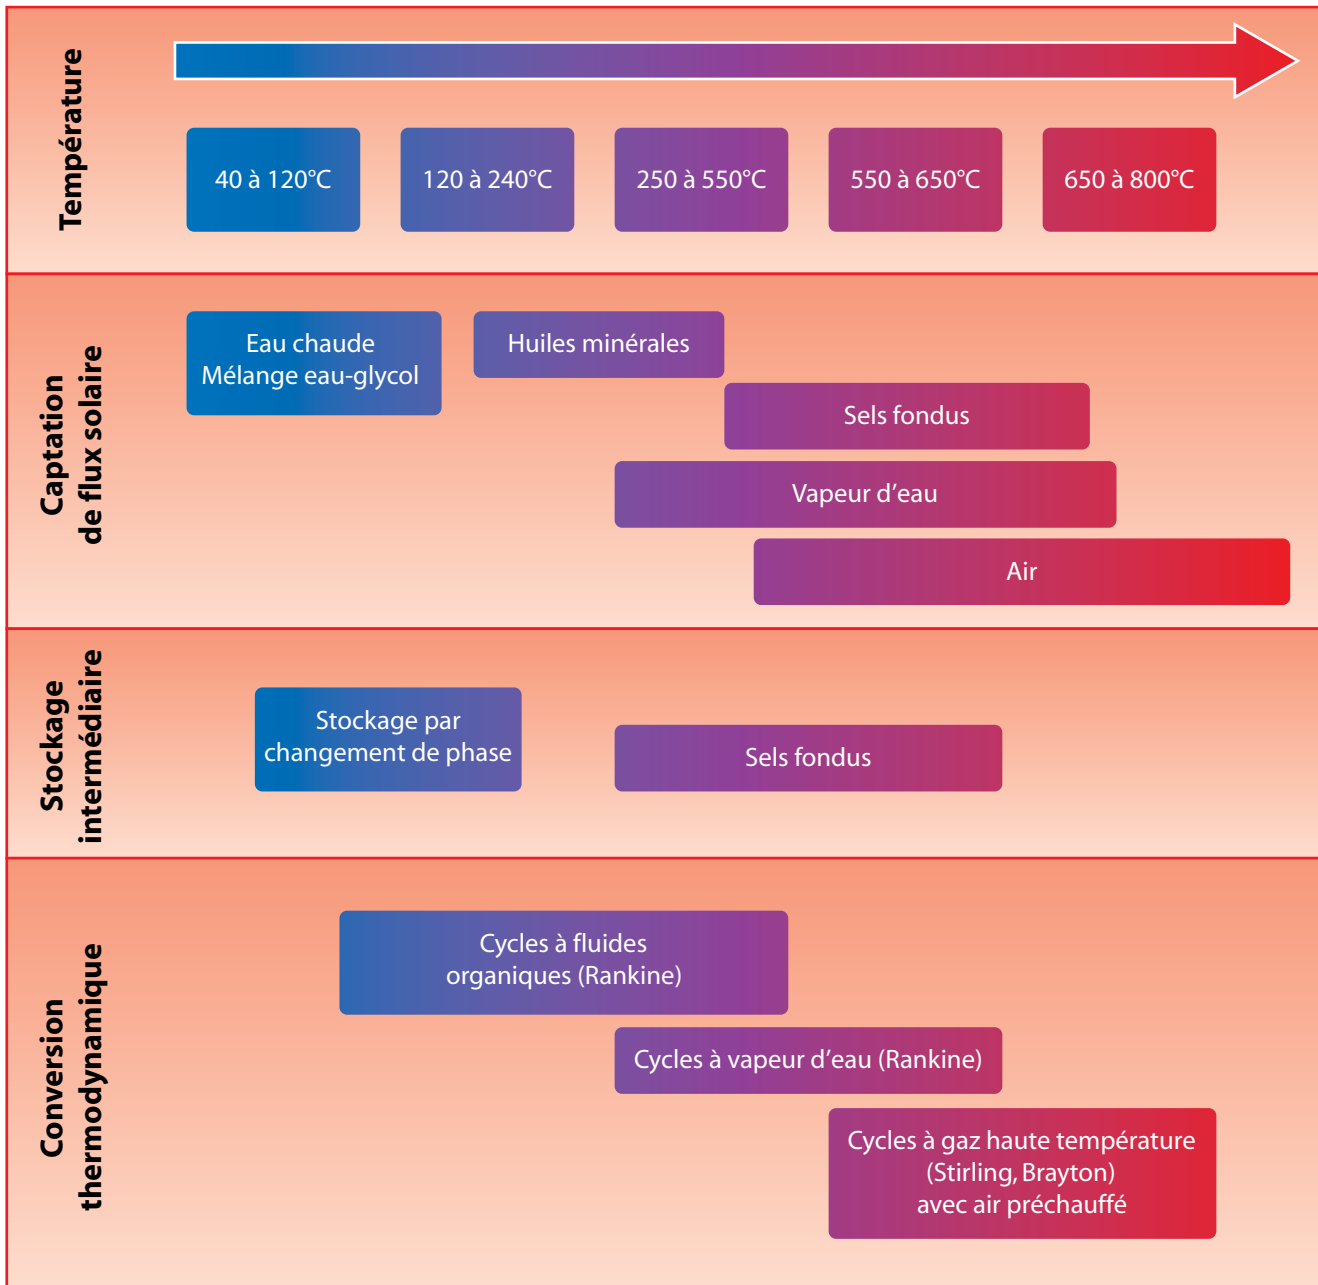 Température
40 à 120°C
120 à 240°C
250 à 550°C
550 à 650°C
650 à 800°C
Captation
de flux solaire
Eau chaude
Mélange eau-glycol
Huiles minérales
Sels fondus
Vapeur d’eau
Air
Stockage
intermédiaire
Stockage par
changement de phase
Sels fondus
Conversion
thermodynamique
Cycles à fluides
organiques (Rankine)
Cycles à vapeur d’eau (Rankine)
Cycles à gaz haute température
(Stirling, Brayton)
avec air préchauffé